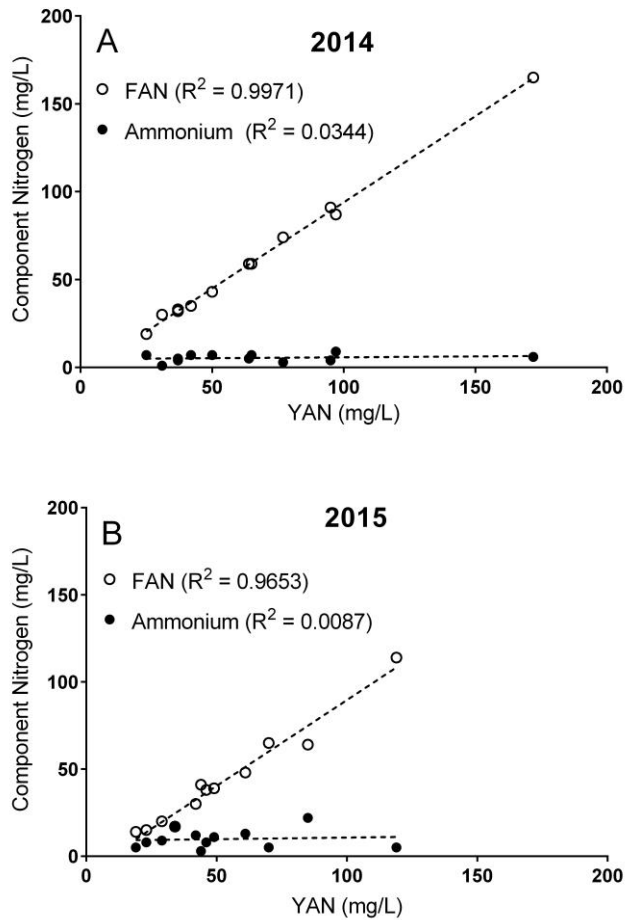 A
2014
FAN (R² = 0.9971)
Ammonium (R² = 0.0344)
Component Nitrogen (mg/L)
200
150
100
50
0
0 50 100 150 200
YAN (mg/L)
B
2015
FAN (R² = 0.9653)
Ammonium (R² = 0.0087)
Component Nitrogen (mg/L)
200
150
100
50
0
0 50 100 150 200
YAN (mg/L)